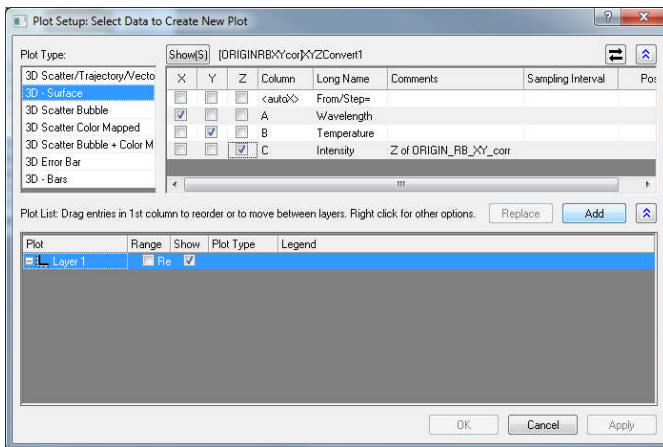 Plot Setup: Select Data to Create New Plot
Plot Type:
Show(S) [ORIGINRBXYcor]XYZConvert1
3D Scatter/Trajectory/Vecto
3D - Surface
3D Scatter Bubble
3D Scatter Color Mapped
3D Scatter Bubble + Color M
3D Error Bar
3D - Bars
X Y Z Column Long Name Comments Sampling Interval Pos
<autoX> From/Step=
A Wavelength
B Temperature
C Intensity Z of ORIGIN_RB_XY_corr
Plot List: Drag entries in 1st column to reorder or to move between layers. Right click for other options.
Replace Add
Plot Range Show Plot Type Legend
Layer 1 Re
OK Cancel Apply